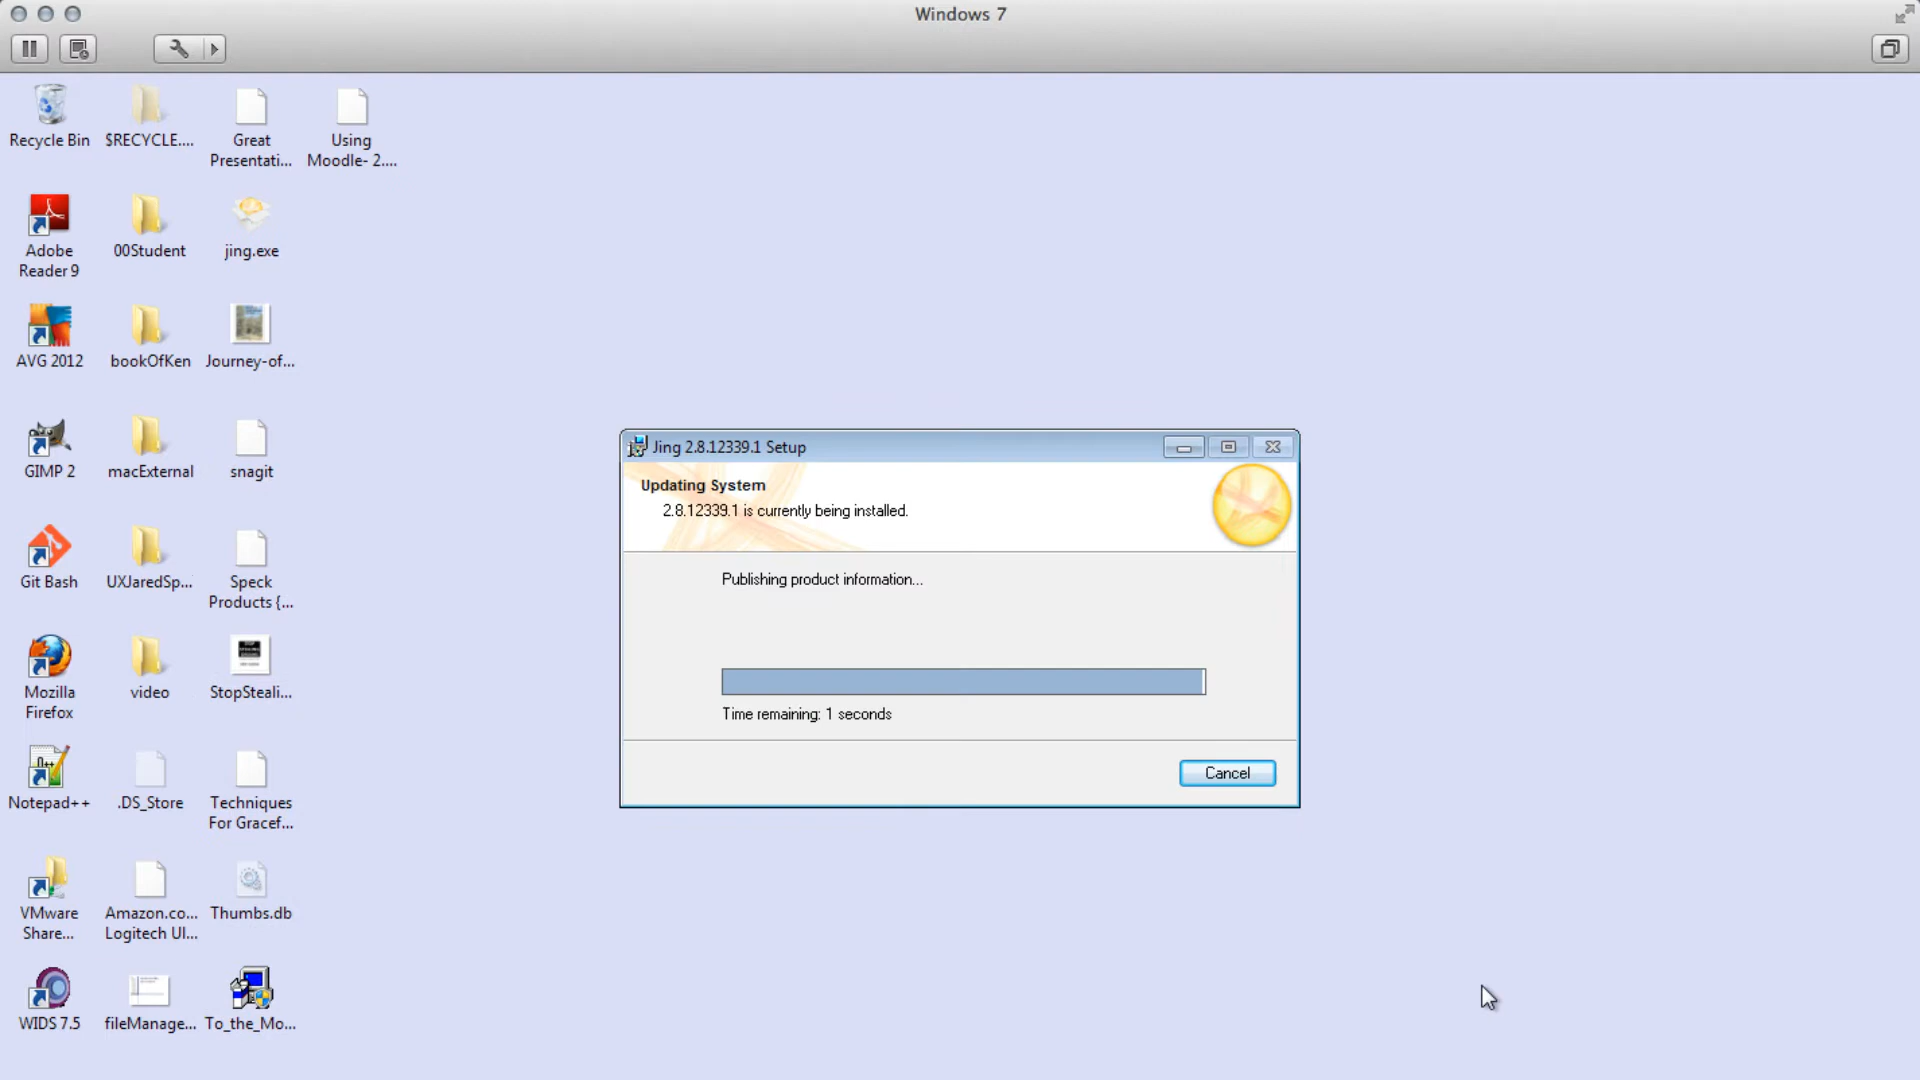 Windows 7
Recycle Bin
$RECYCLE....
Great
Presentati...
Using
Moodle- 2....
Adobe
Reader 9
00Student
jing.exe
AVG 2012
bookOfKen
Journey-of...
GIMP 2
macExternal
snagit
Git Bash
UXJaredSp...
Speck
Products {...
Mozilla
Firefox
video
StopSteali...
Notepad++
.DS_Store
Techniques
For Gracef...
VMware
Share...
Amazon.co...
Logitech UI...
Thumbs.db
WIDS 7.5
fileManage...
To_the_Mo...
Jing 2.8.12339.1 Setup
Updating System
2.8.12339.1 is currently being installed.
Publishing product information...
Time remaining: 1 seconds
Cancel